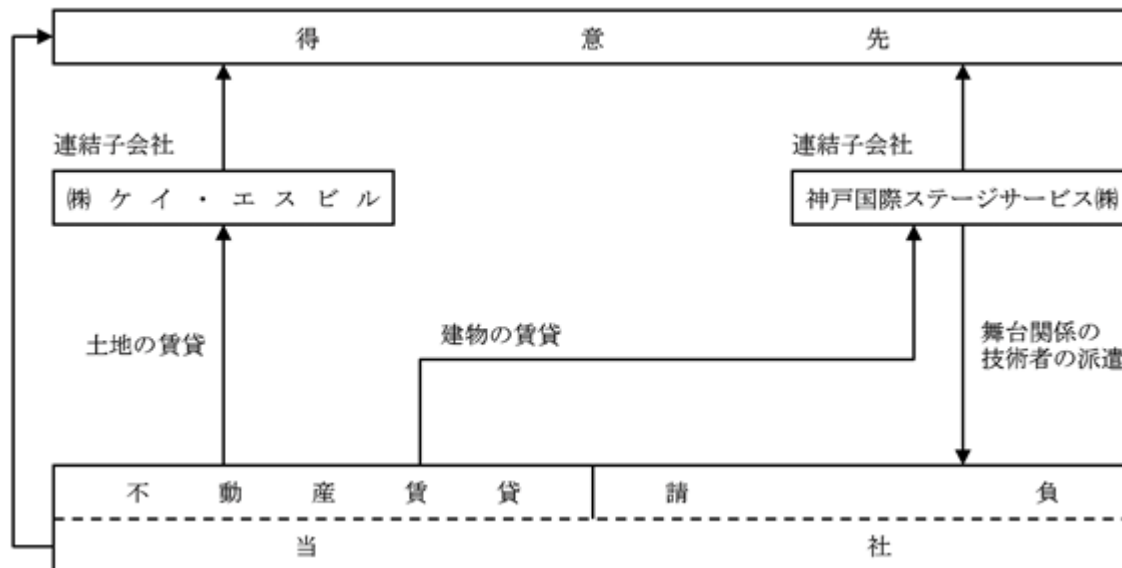 得意先
連結子会社
連結子会社
㈱ケイ・エスビル
神戸国際ステージサービス㈱
土地の賃貸
建物の賃貸
舞台関係の
技術者の派遣
不動産賃貸
請負
当社